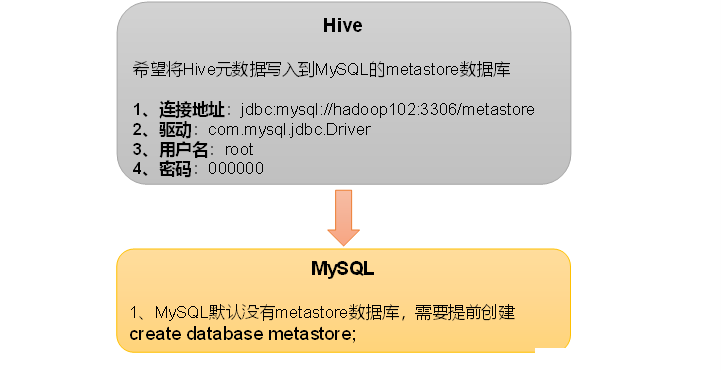 Hive
希望将Hive元数据写入到MySQL的metastore数据库
1、连接地址：jdbc:mysql://hadoop102:3306/metastore
2、驱动：com.mysql.jdbc.Driver
3、用户名：root
4、密码：000000
MySQL
1、MySQL默认没有metastore数据库，需要提前创建
create database metastore;